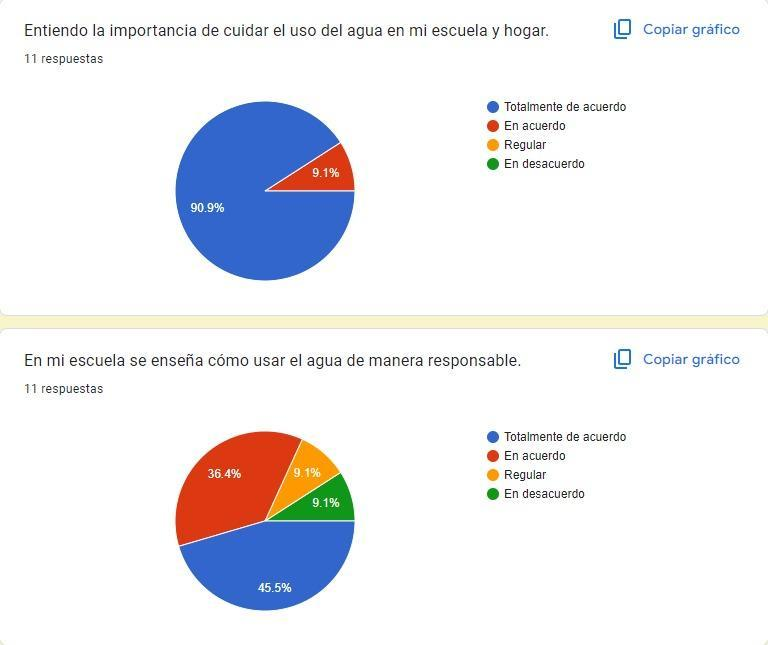 Entiendo la importancia de cuidar el uso del agua en mi escuela y hogar.
Copiar gráfico
11 respuestas
Totalmente de acuerdo
En acuerdo
Regular
En desacuerdo
9.1%
90.9%
En mi escuela se enseña cómo usar el agua de manera responsable.
Copiar gráfico
11 respuestas
Totalmente de acuerdo
En acuerdo
Regular
En desacuerdo
36.4%
9.1%
9.1%
45.5%